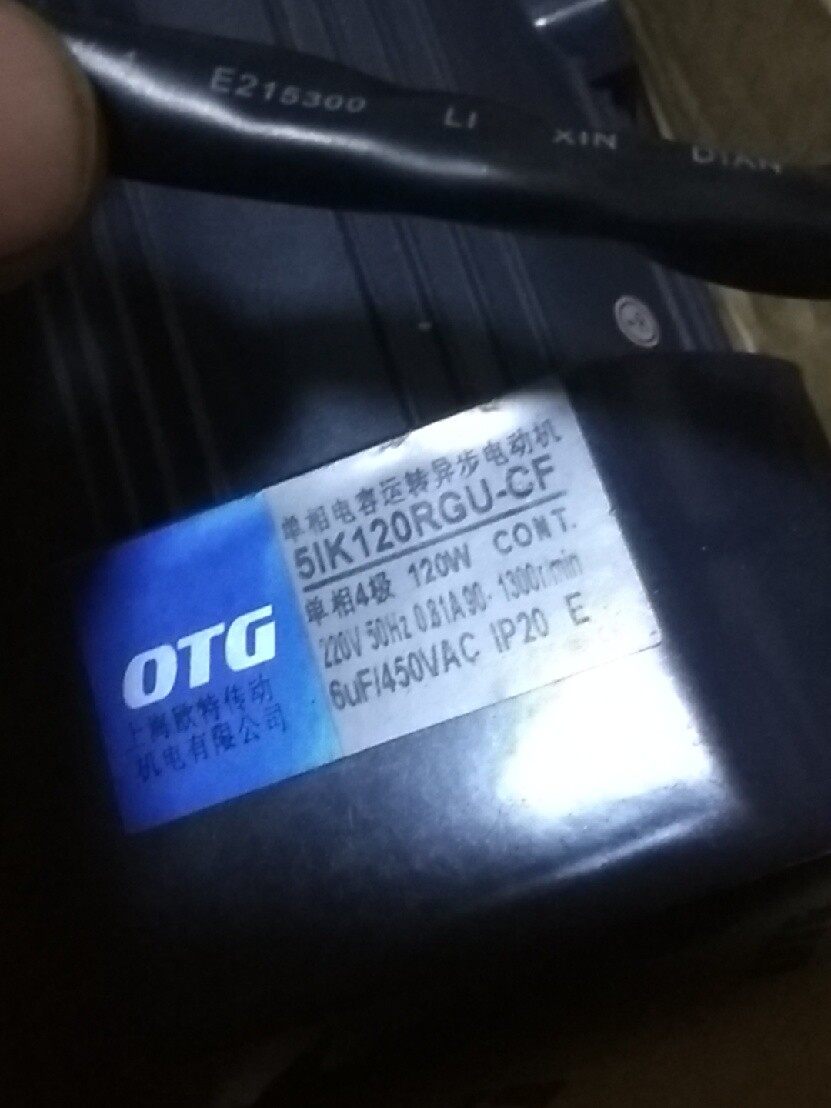 E215300 LI XIN DIAN
单相电容运转异步电动机
5IK120RGU-CF
单相4极 120W CONT.
220V 50Hz 0.81A 90- 1300r/min
6uF/450VAC IP20 E
OTG
上海欧特传动
机电有限公司